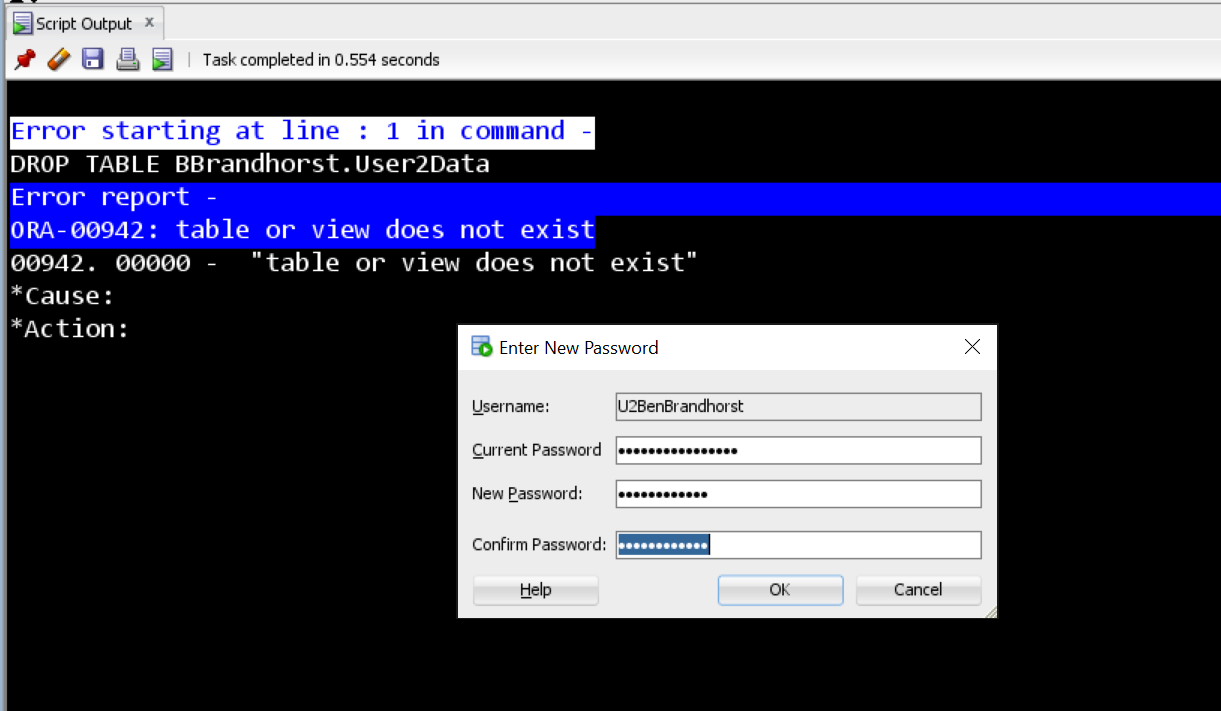 Script Output x
Task completed in 0.554 seconds
Error starting at line : 1 in command -
DROP TABLE BBrandhorst.User2Data
Error report -
ORA-00942: table or view does not exist
00942. 00000 -  "table or view does not exist"
*Cause:
*Action:
Enter New Password
Username: U2BenBrandhorst
Current Password ••••••••••••••••
New Password: ••••••••••••
Confirm Password: ••••••••••••
Help OK Cancel